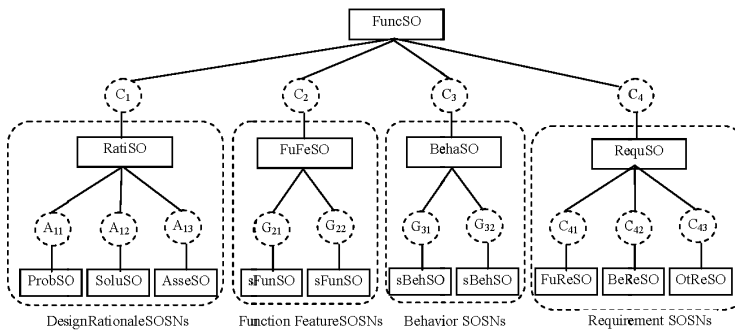 FuncSO
C1 C2 C3 C4
RatiSO FuFeSO BehaSO RequSO
A11 A12 A13 G21 G22 G31 G32 C41 C42 C43
ProbSO SoluSO AsseSO sFunSO sFunSO sBehSO sBehSO FuReSO BeReSO OtReSO
DesignRationaleSOSNs Function FeatureSOSNs Behavior SOSNs Requirement SOSNs